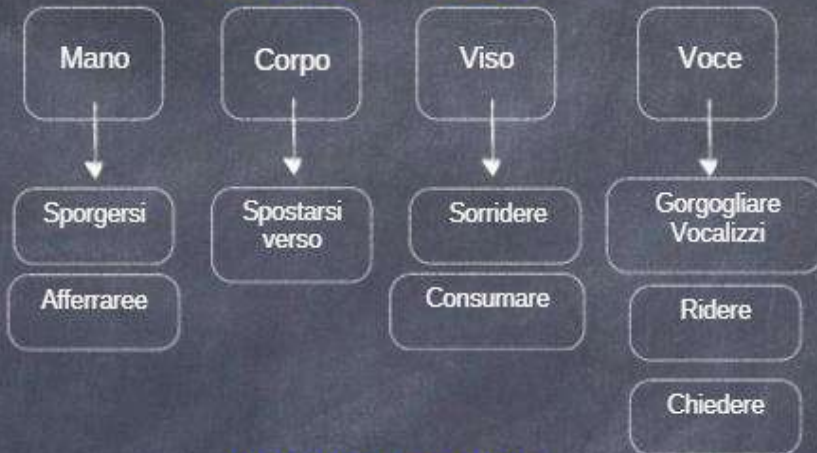 Mano
Corpo
Viso
Voce
Sporgersi
Afferraree
Spostarsi
verso
Sorridere
Consumare
Gorgogliare
Vocalizzi
Ridere
Chiedere